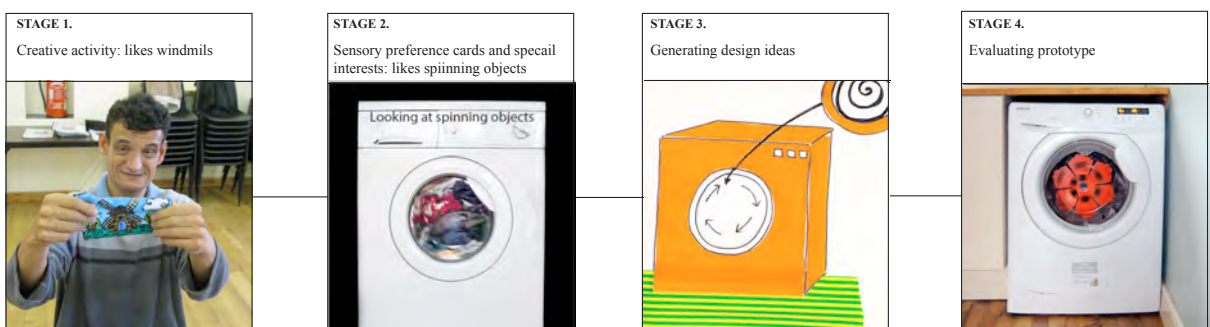 STAGE 1.
Creative activity: likes windmils
STAGE 2.
Sensory preference cards and specail
interests: likes spiinning objects
Looking at spinning objects
STAGE 3.
Generating design ideas
STAGE 4.
Evaluating prototype